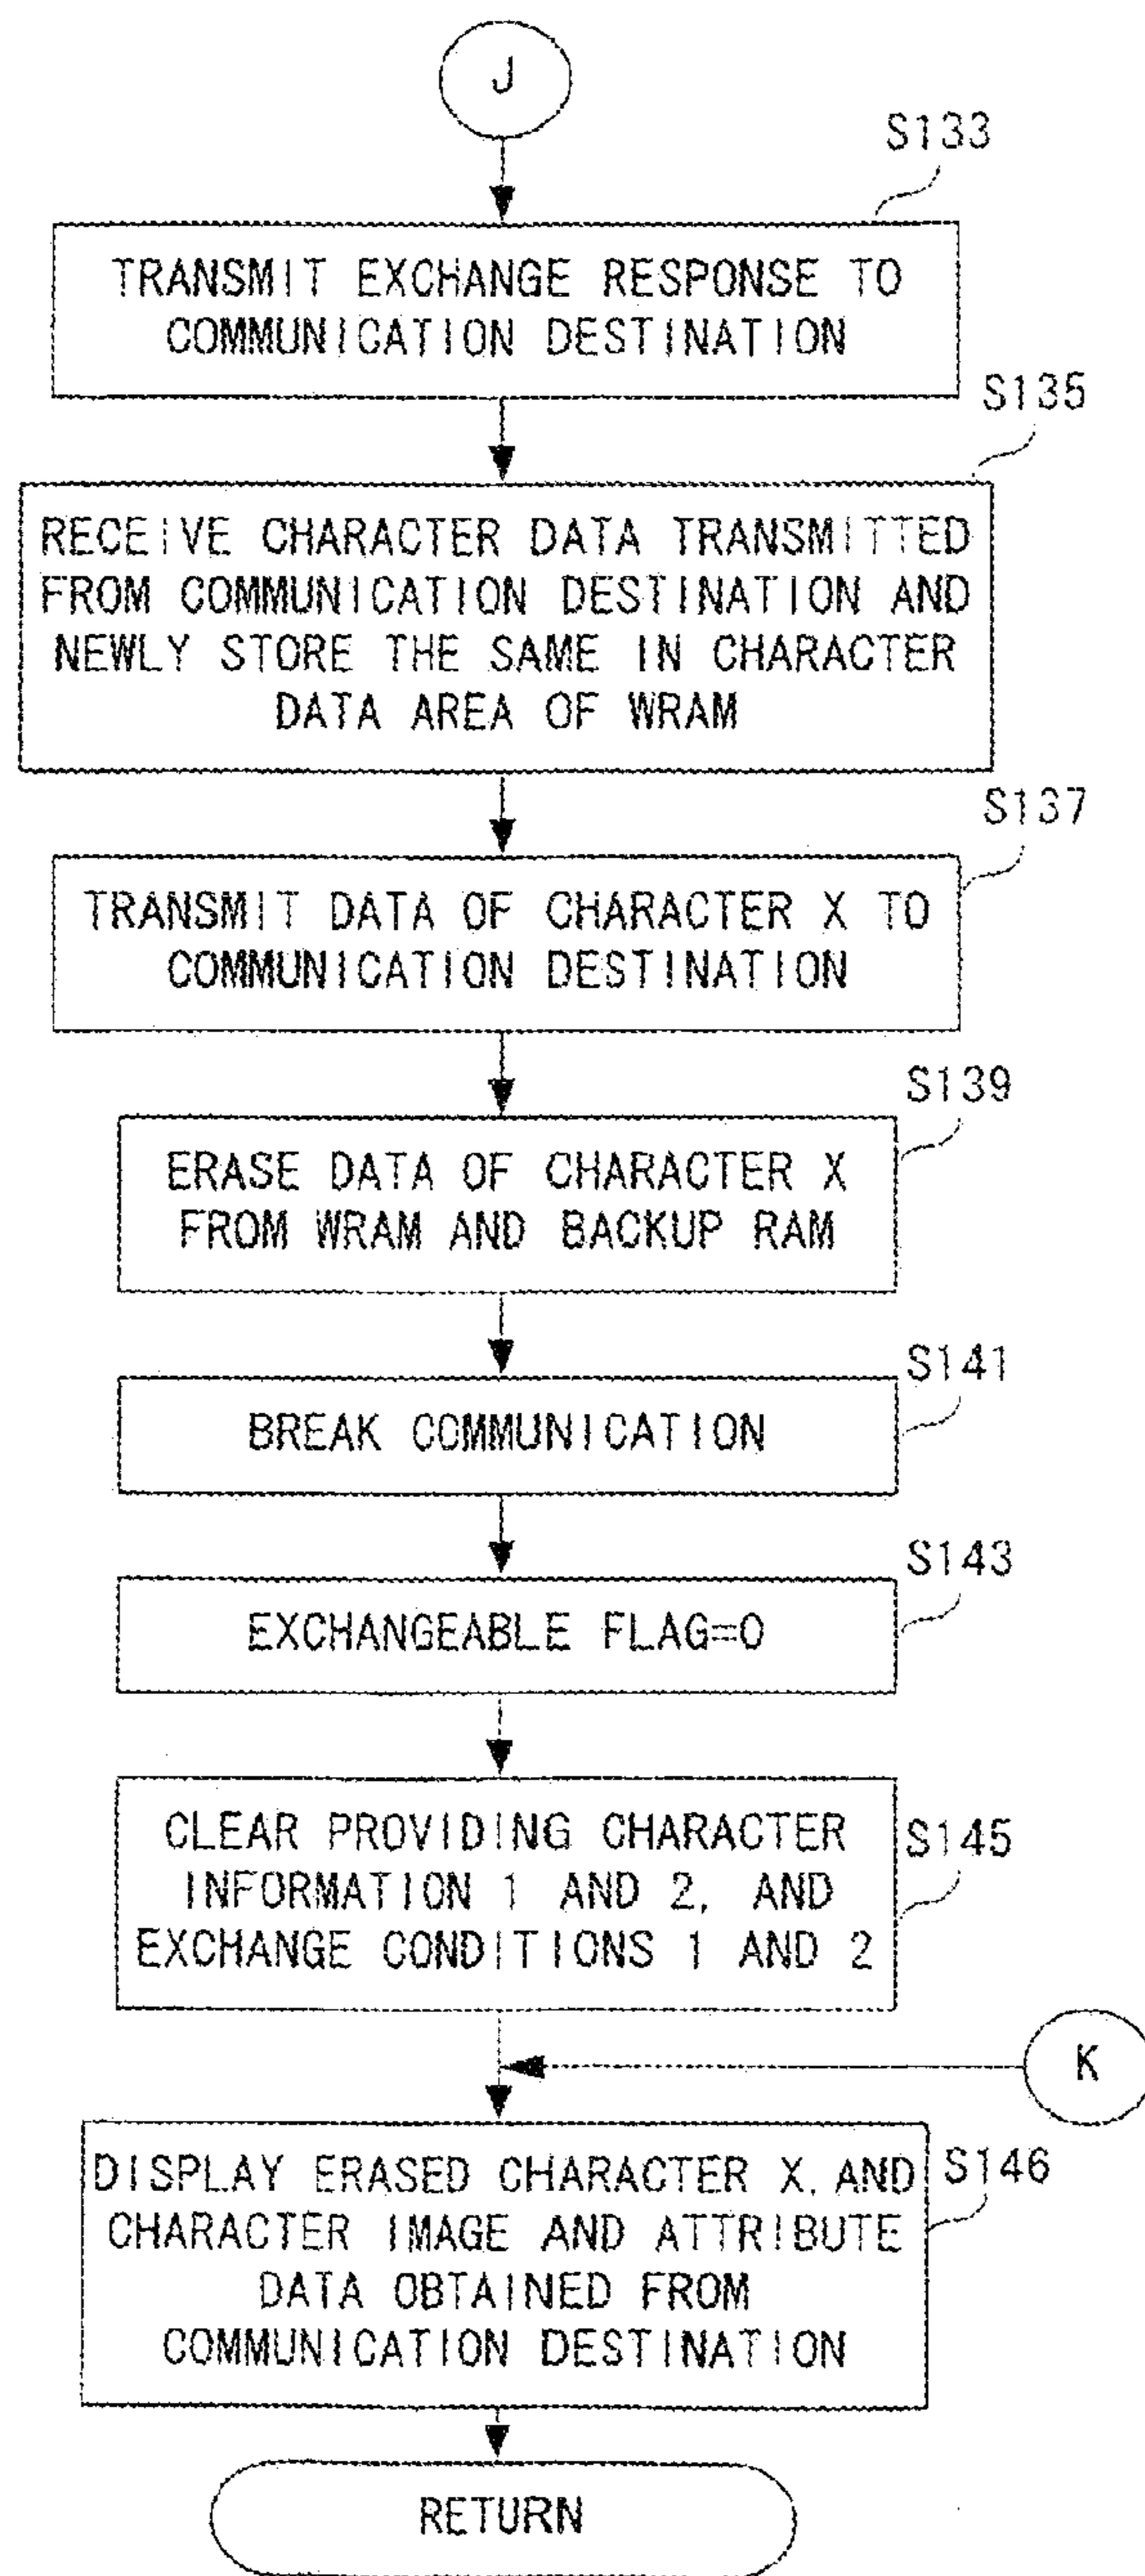 J
S133
TRANSMIT EXCHANGE RESPONSE TO
COMMUNICATION DESTINATION
S135
RECEIVE CHARACTER DATA TRANSMITTED
FROM COMMUNICATION DESTINATION AND
NEWLY STORE THE SAME IN CHARACTER
DATA AREA OF WRAM
S137
TRANSMIT DATA OF CHARACTER X TO
COMMUNICATION DESTINATION
S139
ERASE DATA OF CHARACTER X
FROM WRAM AND BACKUP RAM
S141
BREAK COMMUNICATION
S143
EXCHANGEABLE FLAG=0
S145
CLEAR PROVIDING CHARACTER
INFORMATION 1 AND 2, AND
EXCHANGE CONDITIONS 1 AND 2
K
S146
DISPLAY ERASED CHARACTER X, AND
CHARACTER IMAGE AND ATTRIBUTE
DATA OBTAINED FROM
COMMUNICATION DESTINATION
RETURN